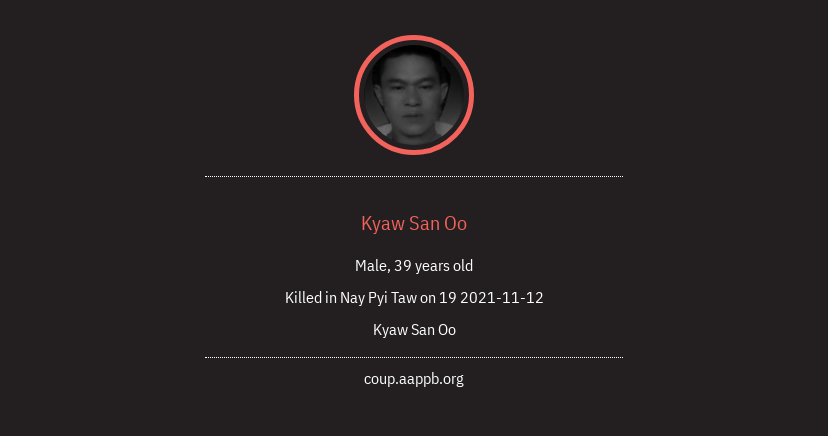 Kyaw San Oo
Male, 39 years old
Killed in Nay Pyi Taw on 19 2021-11-12
Kyaw San Oo
coup.aappb.org